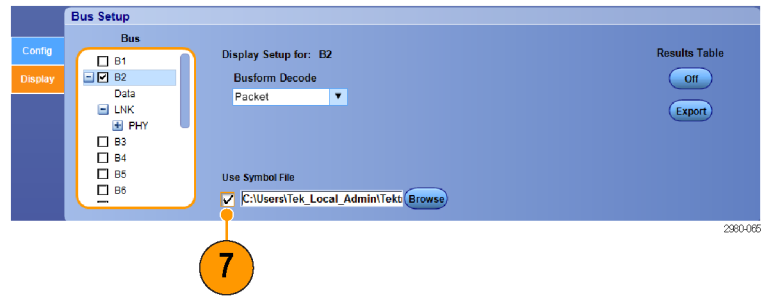 Bus Setup
Config
Display
Bus
B1
B2
Data
LNK
PHY
B3
B4
B5
B6
Display Setup for: B2
Busform Decode
Packet
Use Symbol File
C:\Users\Tek_Local_Admin\Tekt
Browse
Results Table
Off
Export
2980-065
7